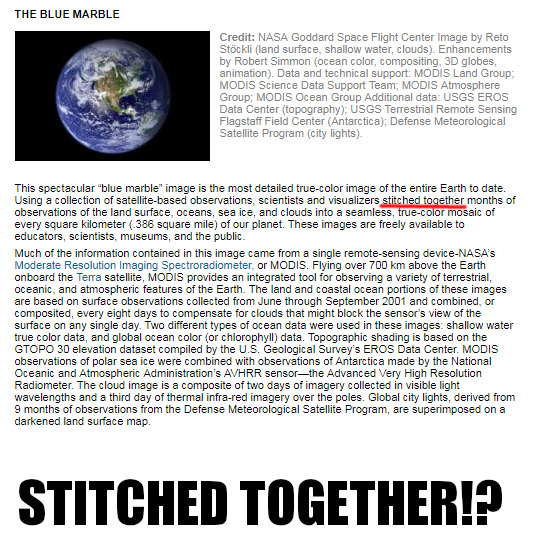 THE BLUE MARBLE
Credit: NASA Goddard Space Flight Center Image by Reto
Stöckli (land surface, shallow water, clouds). Enhancements
by Robert Simmon (ocean color, compositing, 3D globes,
animation). Data and technical support: MODIS Land Group;
MODIS Science Data Support Team; MODIS Atmosphere
Group; MODIS Ocean Group Additional data: USGS EROS
Data Center (topography); USGS Terrestrial Remote Sensing
Flagstaff Field Center (Antarctica); Defense Meteorological
Satellite Program (city lights).
This spectacular “blue marble” image is the most detailed true-color image of the entire Earth to date.
Using a collection of satellite-based observations, scientists and visualizers stitched together months of
observations of the land surface, oceans, sea ice, and clouds into a seamless, true-color mosaic of
every square kilometer (.386 square mile) of our planet. These images are freely available to
educators, scientists, museums, and the public.
Much of the information contained in this image came from a single remote-sensing device-NASA’s
Moderate Resolution Imaging Spectroradiometer, or MODIS. Flying over 700 km above the Earth
onboard the Terra satellite, MODIS provides an integrated tool for observing a variety of terrestrial,
oceanic, and atmospheric features of the Earth. The land and coastal ocean portions of these images
are based on surface observations collected from June through September 2001 and combined, or
composited, every eight days to compensate for clouds that might block the sensor’s view of the
surface on any single day. Two different types of ocean data were used in these images: shallow water
true color data, and global ocean color (or chlorophyll) data. Topographic shading is based on the
GTOPO 30 elevation dataset compiled by the U.S. Geological Survey’s EROS Data Center. MODIS
observations of polar sea ice were combined with observations of Antarctica made by the National
Oceanic and Atmospheric Administration’s AVHRR sensor—the Advanced Very High Resolution
Radiometer. The cloud image is a composite of two days of imagery collected in visible light
wavelengths and a third day of thermal infra-red imagery over the poles. Global city lights, derived from
9 months of observations from the Defense Meteorological Satellite Program, are superimposed on a
darkened land surface map.
STITCHED TOGETHER!?